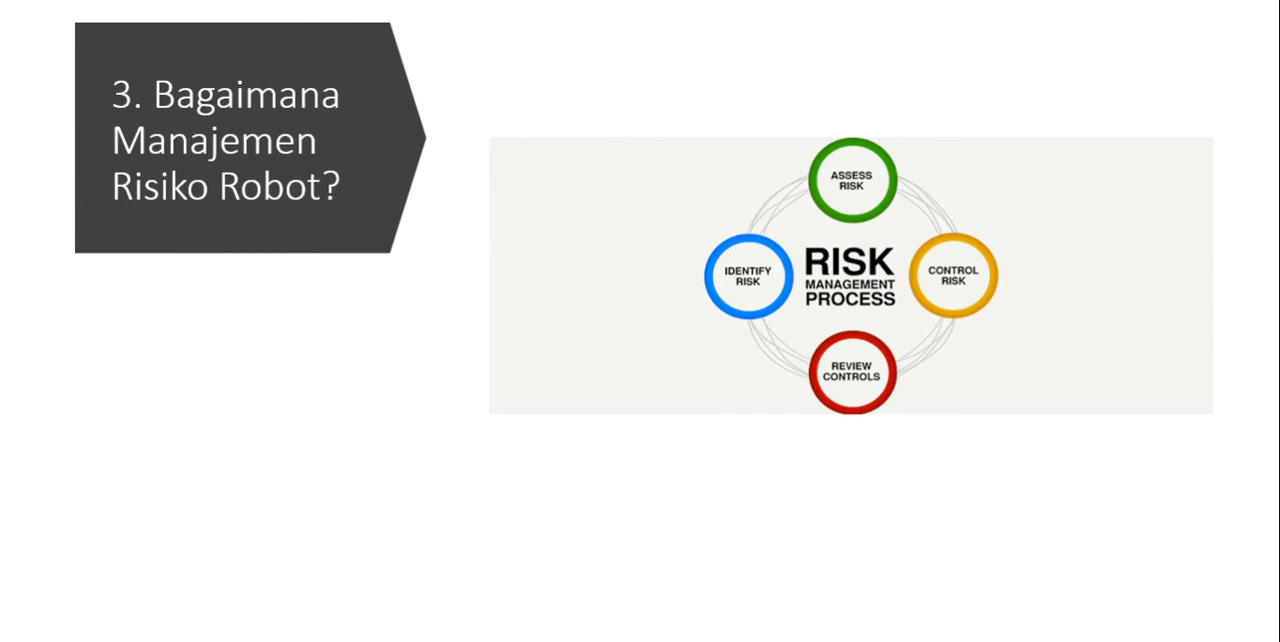 3. Bagaimana
Manajemen
Risiko Robot?
ASSESS
RISK
IDENTIFY
RISK
RISK
MANAGEMENT
PROCESS
CONTROL
RISK
REVIEW
CONTROLS